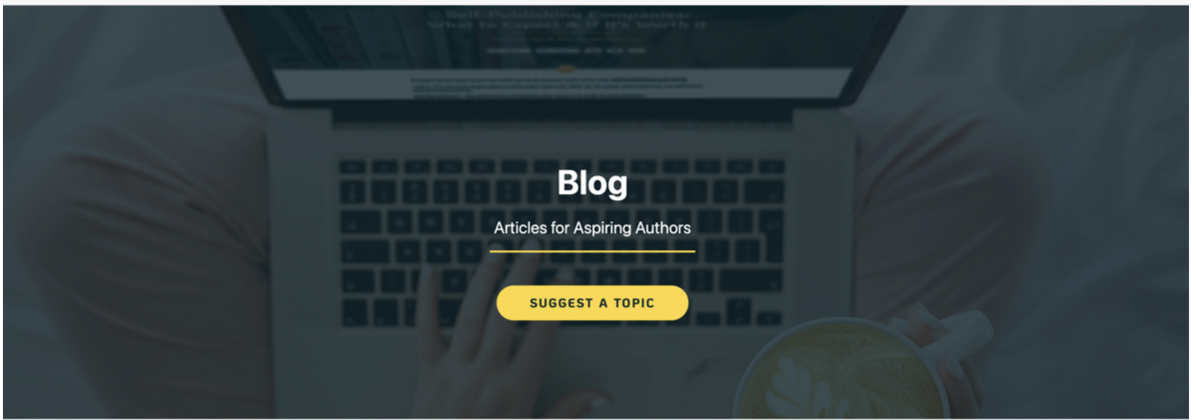 Self-Publishing Companies:
What to Expect & If It's Worth it
Blog
Articles for Aspiring Authors
SUGGEST A TOPIC